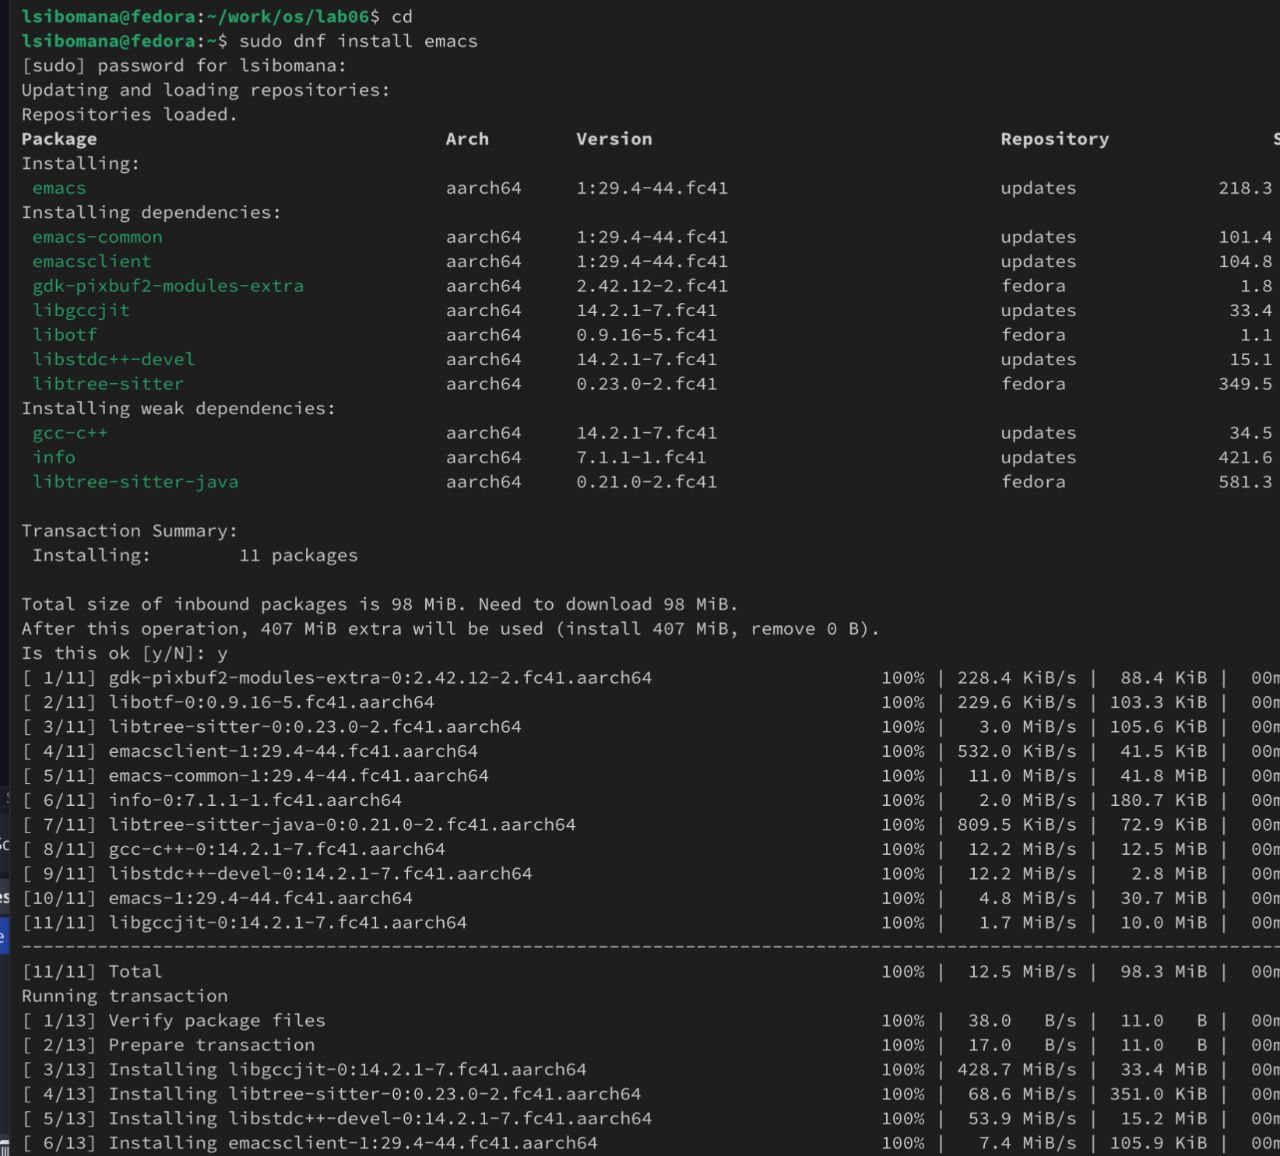 lsibomana@fedora:~/work/os/lab06$ cd
lsibomana@fedora:~$ sudo dnf install emacs
[sudo] password for lsibomana:
Updating and loading repositories:
Repositories loaded.
Package Arch Version Repository S
Installing:
emacs aarch64 1:29.4-44.fc41 updates 218.3
Installing dependencies:
emacs-common aarch64 1:29.4-44.fc41 updates 101.4
emacsclient aarch64 1:29.4-44.fc41 updates 104.8
gdk-pixbuf2-modules-extra aarch64 2.42.12-2.fc41 fedora 1.8
libgccjit aarch64 14.2.1-7.fc41 updates 33.4
libotf aarch64 0.9.16-5.fc41 fedora 1.1
libstdc++-devel aarch64 14.2.1-7.fc41 updates 15.1
libtree-sitter aarch64 0.23.0-2.fc41 fedora 349.5
Installing weak dependencies:
gcc-c++ aarch64 14.2.1-7.fc41 updates 34.5
info aarch64 7.1.1-1.fc41 updates 421.6
libtree-sitter-java aarch64 0.21.0-2.fc41 fedora 581.3
Transaction Summary:
Installing: 11 packages
Total size of inbound packages is 98 MiB. Need to download 98 MiB.
After this operation, 407 MiB extra will be used (install 407 MiB, remove 0 B).
Is this ok [y/N]: y
[ 1/11] gdk-pixbuf2-modules-extra-0:2.42.12-2.fc41.aarch64 100% | 228.4 KiB/s | 88.4 KiB | 00m
[ 2/11] libotf-0:0.9.16-5.fc41.aarch64 100% | 229.6 KiB/s | 103.3 KiB | 00m
[ 3/11] libtree-sitter-0:0.23.0-2.fc41.aarch64 100% | 3.0 MiB/s | 105.6 KiB | 00m
[ 4/11] emacsclient-1:29.4-44.fc41.aarch64 100% | 532.0 KiB/s | 41.5 KiB | 00m
[ 5/11] emacs-common-1:29.4-44.fc41.aarch64 100% | 11.0 MiB/s | 41.8 MiB | 00m
[ 6/11] info-0:7.1.1-1.fc41.aarch64 100% | 2.0 MiB/s | 180.7 KiB | 00m
[ 7/11] libtree-sitter-java-0:0.21.0-2.fc41.aarch64 100% | 809.5 KiB/s | 72.9 KiB | 00m
[ 8/11] gcc-c++-0:14.2.1-7.fc41.aarch64 100% | 12.2 MiB/s | 12.5 MiB | 00m
[ 9/11] libstdc++-devel-0:14.2.1-7.fc41.aarch64 100% | 12.2 MiB/s | 2.8 MiB | 00m
[10/11] emacs-1:29.4-44.fc41.aarch64 100% | 4.8 MiB/s | 30.7 MiB | 00m
[11/11] libgccjit-0:14.2.1-7.fc41.aarch64 100% | 1.7 MiB/s | 10.0 MiB | 00m
[11/11] Total 100% | 12.5 MiB/s | 98.3 MiB | 00m
Running transaction
[ 1/13] Verify package files 100% | 38.0 B/s | 11.0 B | 00m
[ 2/13] Prepare transaction 100% | 17.0 B/s | 11.0 B | 00m
[ 3/13] Installing libgccjit-0:14.2.1-7.fc41.aarch64 100% | 428.7 MiB/s | 33.4 MiB | 00m
[ 4/13] Installing libtree-sitter-0:0.23.0-2.fc41.aarch64 100% | 68.6 MiB/s | 351.0 KiB | 00m
[ 5/13] Installing libstdc++-devel-0:14.2.1-7.fc41.aarch64 100% | 53.9 MiB/s | 15.2 MiB | 00m
[ 6/13] Installing emacsclient-1:29.4-44.fc41.aarch64 100% | 7.4 MiB/s | 105.9 KiB | 00m